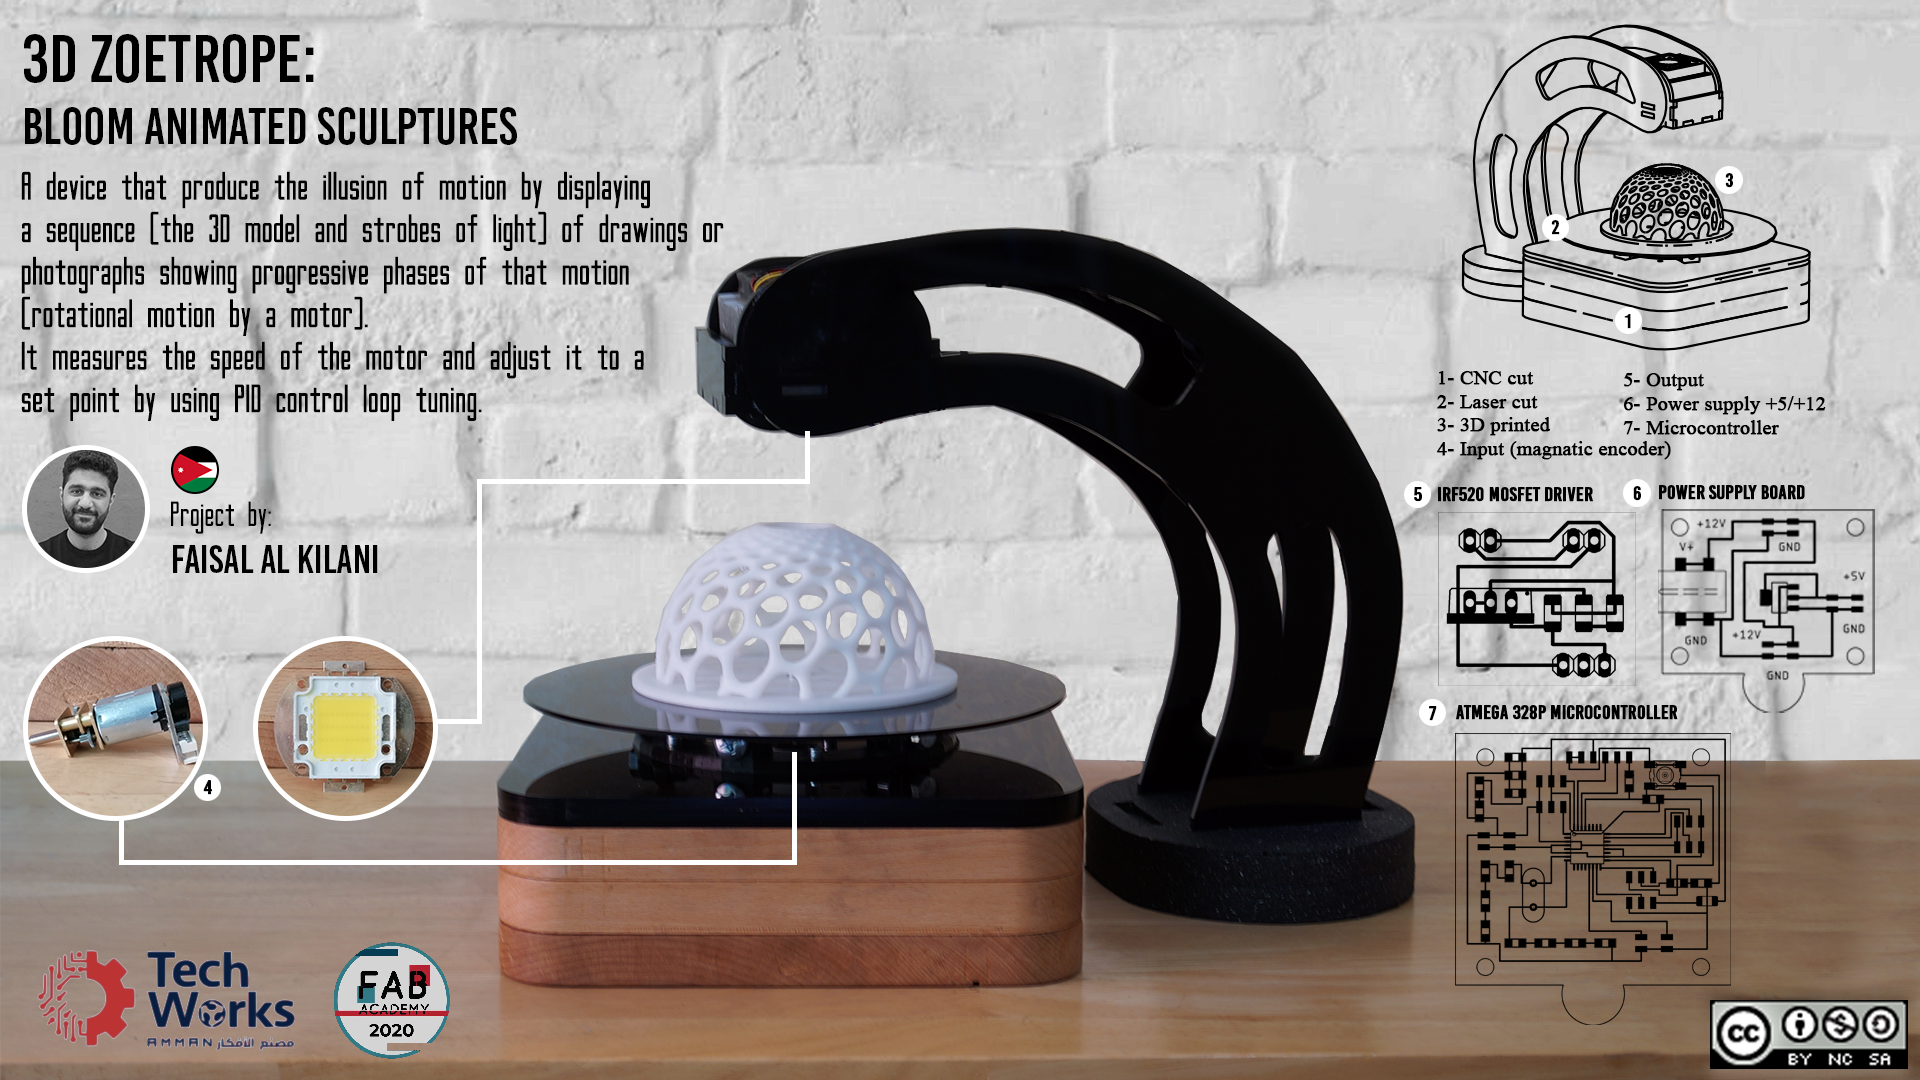 3D ZOETROPE:
BLOOM ANIMATED SCULPTURES
A device that produce the illusion of motion by displaying
a sequence [the 3D model and strobes of light] of drawings or
photographs showing progressive phases of that motion
[rotational motion by a motor].
It measures the speed of the motor and adjust it to a
set point by using PID control loop tuning.
Project by:
FAISAL AL KILANI
4
3
2
1
1- CNC cut
2- Laser cut
3- 3D printed
4- Input (magnatic encoder)
5- Output
6- Power supply +5/+12
7- Microcontroller
5 IRF520 MOSFET DRIVER
6 POWER SUPPLY BOARD
+12V
V+
GND
+5V
GND
+12V
GND
GND
7 ATMEGA 328P MICROCONTROLLER
Tech
Works
AMMAN مصنع الأفكار
FAB
ACADEMY
2020
CC
BY NC SA